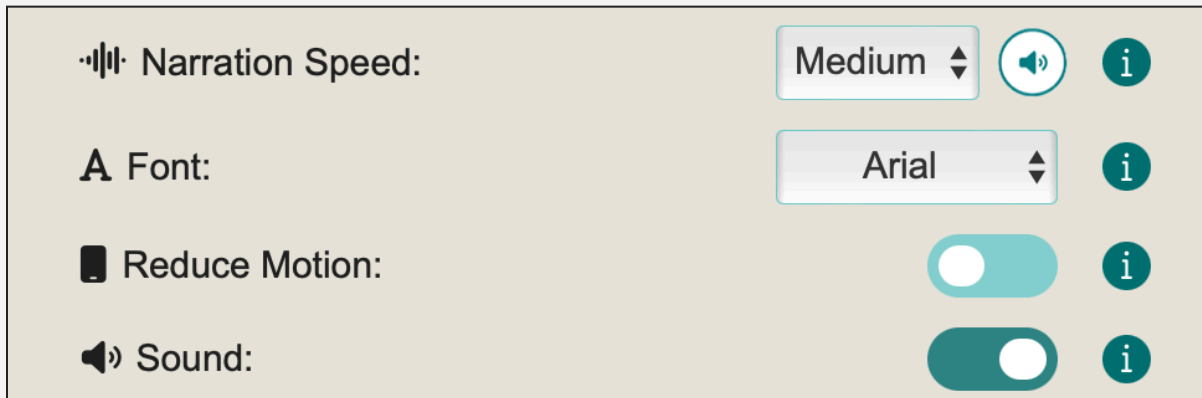 Narration Speed: Medium i
A Font: Arial i
Reduce Motion: i
Sound: i